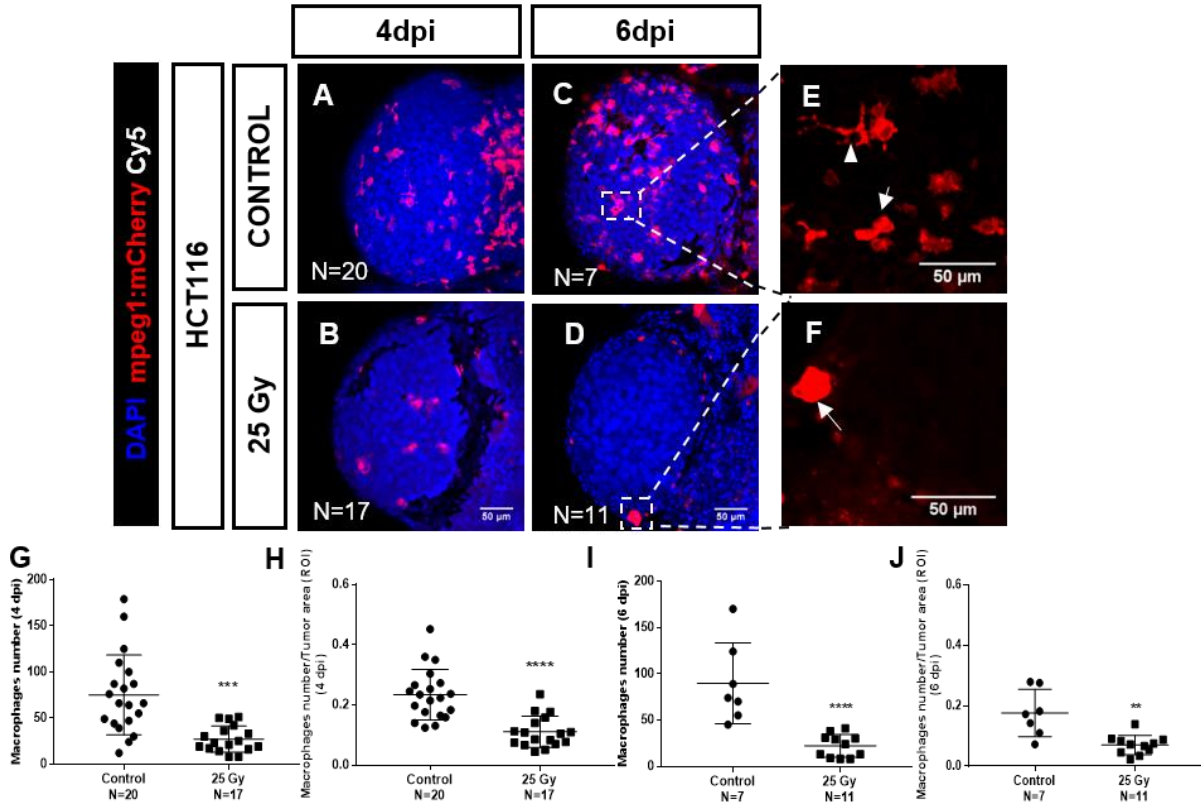 4dpi
6dpi
DAPI mpeg1:mCherry Cy5
HCT116
CONTROL
25 Gy
A
N=20
C
N=7
E
50 µm
B
N=17
50 µm
D
N=11
50 µm
F
50 µm
G
Macrophages number (4 dpi)
200
150
100
50
0
***
Control
N=20
25 Gy
N=17
H
Macrophages number/Tumor area (ROI)
(4 dpi)
0.6
0.4
0.2
0.0
****
Control
N=20
25 Gy
N=17
I
Macrophages number (6 dpi)
200
150
100
50
0
****
Control
N=7
25 Gy
N=11
J
Macrophages number/Tumor area (ROI)
(6 dpi)
0.6
0.4
0.2
0.0
**
Control
N=7
25 Gy
N=11